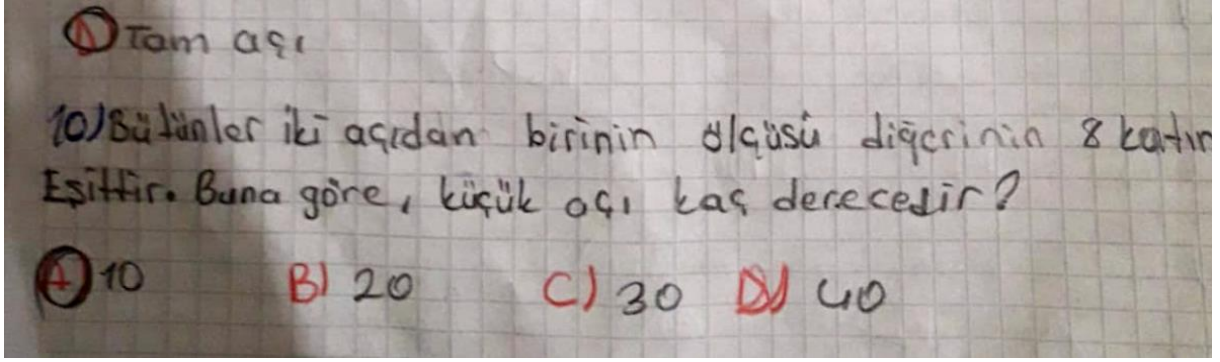 A) Tam açı
10) Bütünler iki açıdan birinin ölçüsü diğerinin 8 katın
Eşittir. Buna göre, küçük açı kaç derecedir?
A) 10 B) 20 C) 30 D) 40